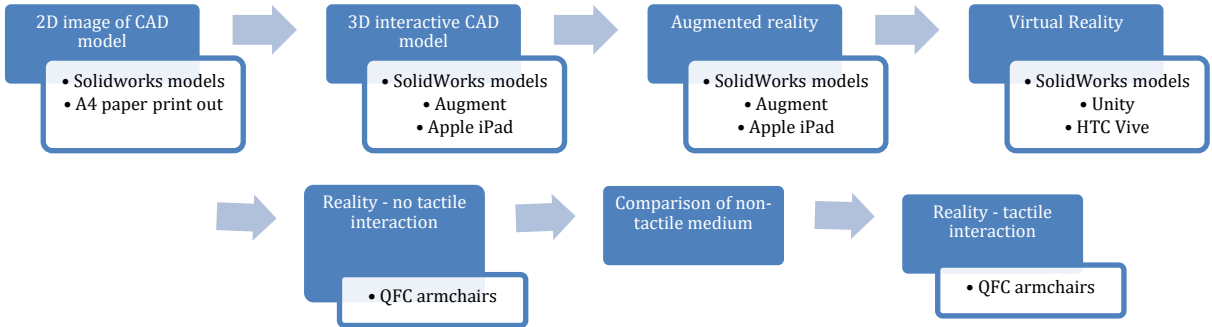 2D image of CAD
model
• Solidworks models
• A4 paper print out
3D interactive CAD
model
• SolidWorks models
• Augment
• Apple iPad
Augmented reality
• SolidWorks models
• Augment
• Apple iPad
Virtual Reality
• SolidWorks models
• Unity
• HTC Vive
Reality - no tactile
interaction
• QFC armchairs
Comparison of non-
tactile medium
Reality - tactile
interaction
• QFC armchairs